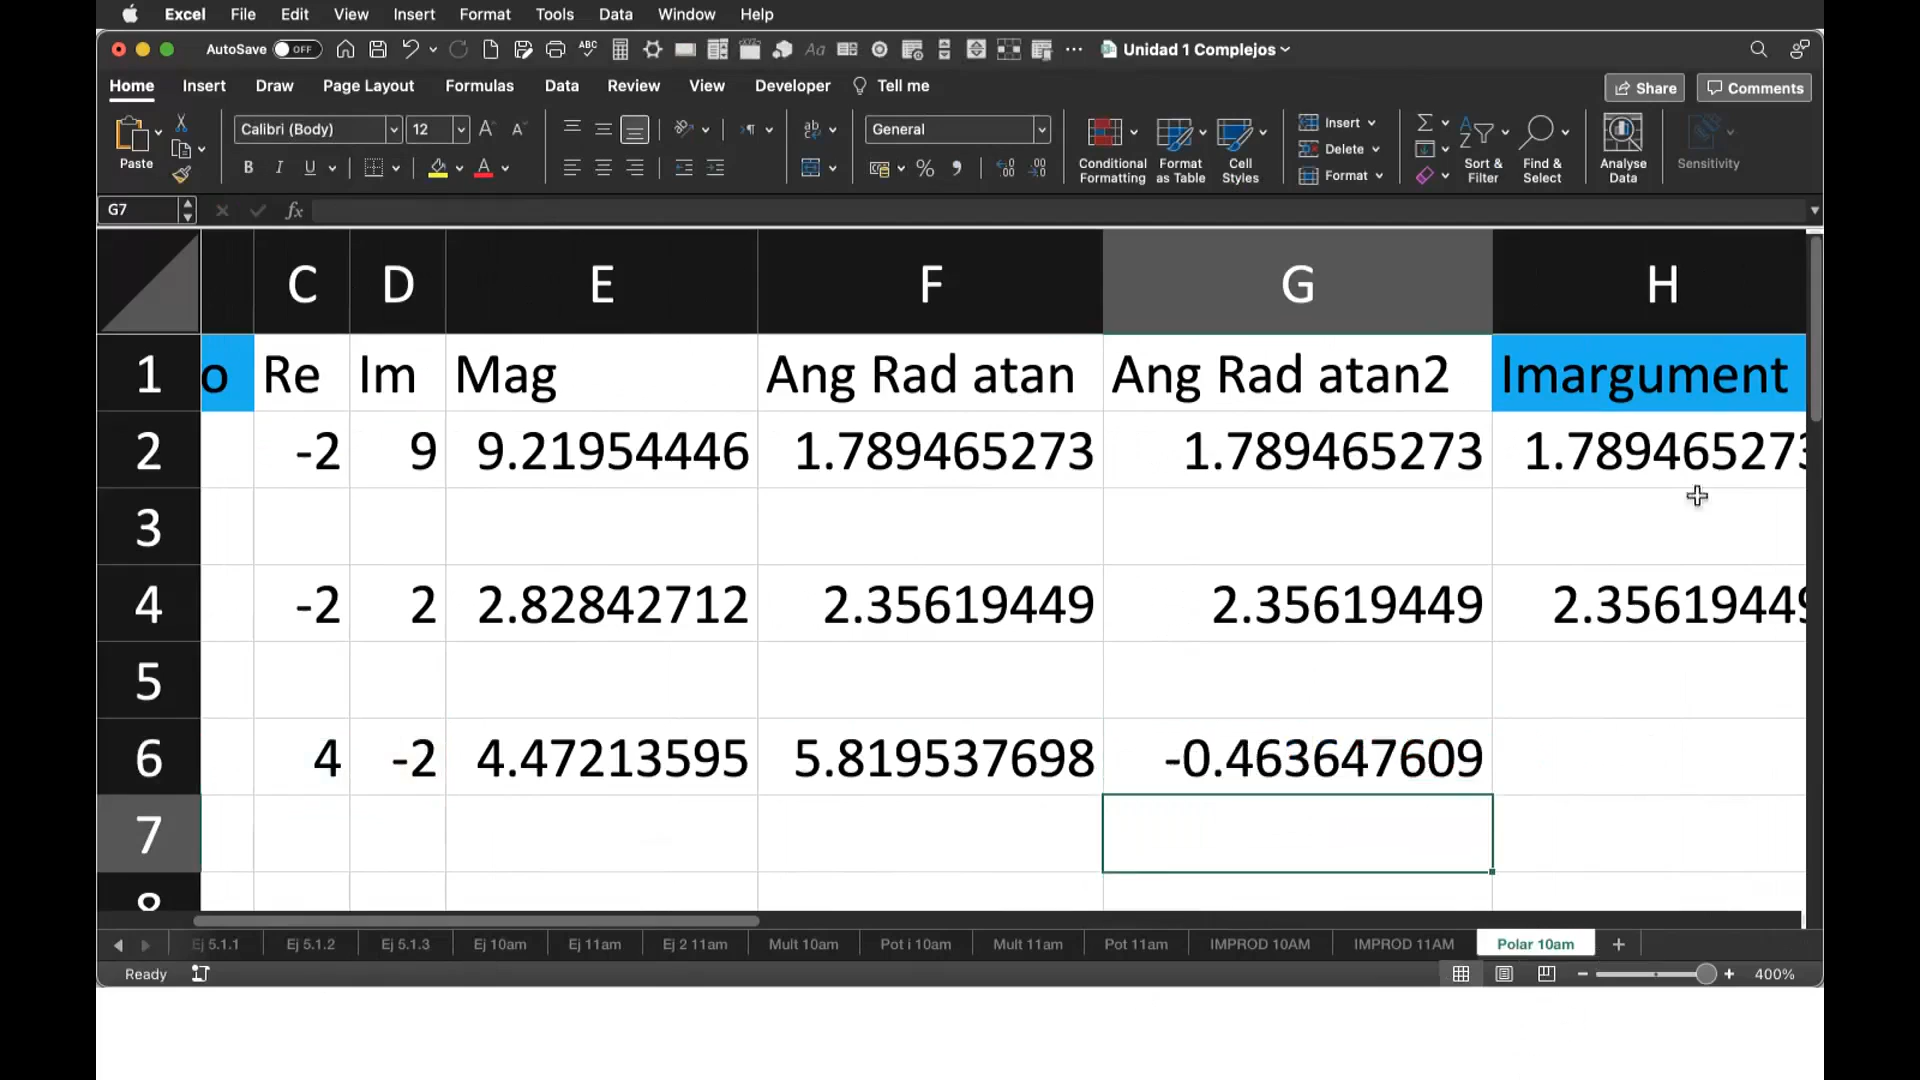 Excel File Edit View Insert Format Tools Data Window Help
AutoSave OFF ABC Aa ... Unidad 1 Complejos
Home Insert Draw Page Layout Formulas Data Review View Developer Tell me Share Comments
Paste Calibri (Body) 12 A A General Conditional Formatting Format as Table Cell Styles Insert Delete Format Sort & Filter Find & Select Analyse Data Sensitivity
B I U A % ,
G7 fx
C D E F G H
1 o Re Im Mag Ang Rad atan Ang Rad atan2 Imargument
2 -2 9 9.21954446 1.789465273 1.789465273 1.789465273
3
4 -2 2 2.82842712 2.35619449 2.35619449 2.35619449
5
6 4 -2 4.47213595 5.819537698 -0.463647609
7
8
Ej 5.1.1 Ej 5.1.2 Ej 5.1.3 Ej 10am Ej 11am Ej 2 11am Mult 10am Pot i 10am Mult 11am Pot 11am IMPROD 10AM IMPROD 11AM Polar 10am +
Ready - + 400%